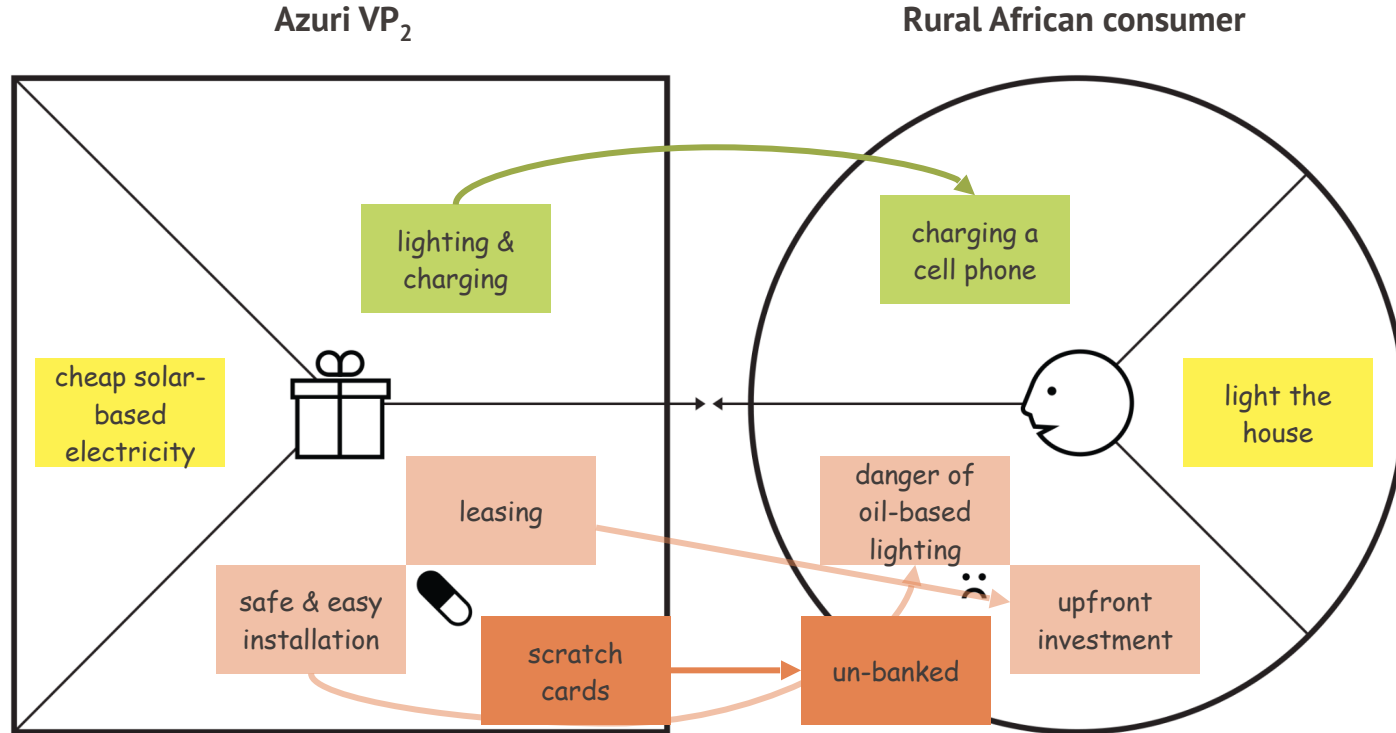 Azuri VP₂
Rural African consumer
lighting &
charging
charging a
cell phone
cheap solar-
based
electricity
light the
house
leasing
danger of
oil-based
lighting
safe & easy
installation
upfront
investment
scratch
cards
un-banked